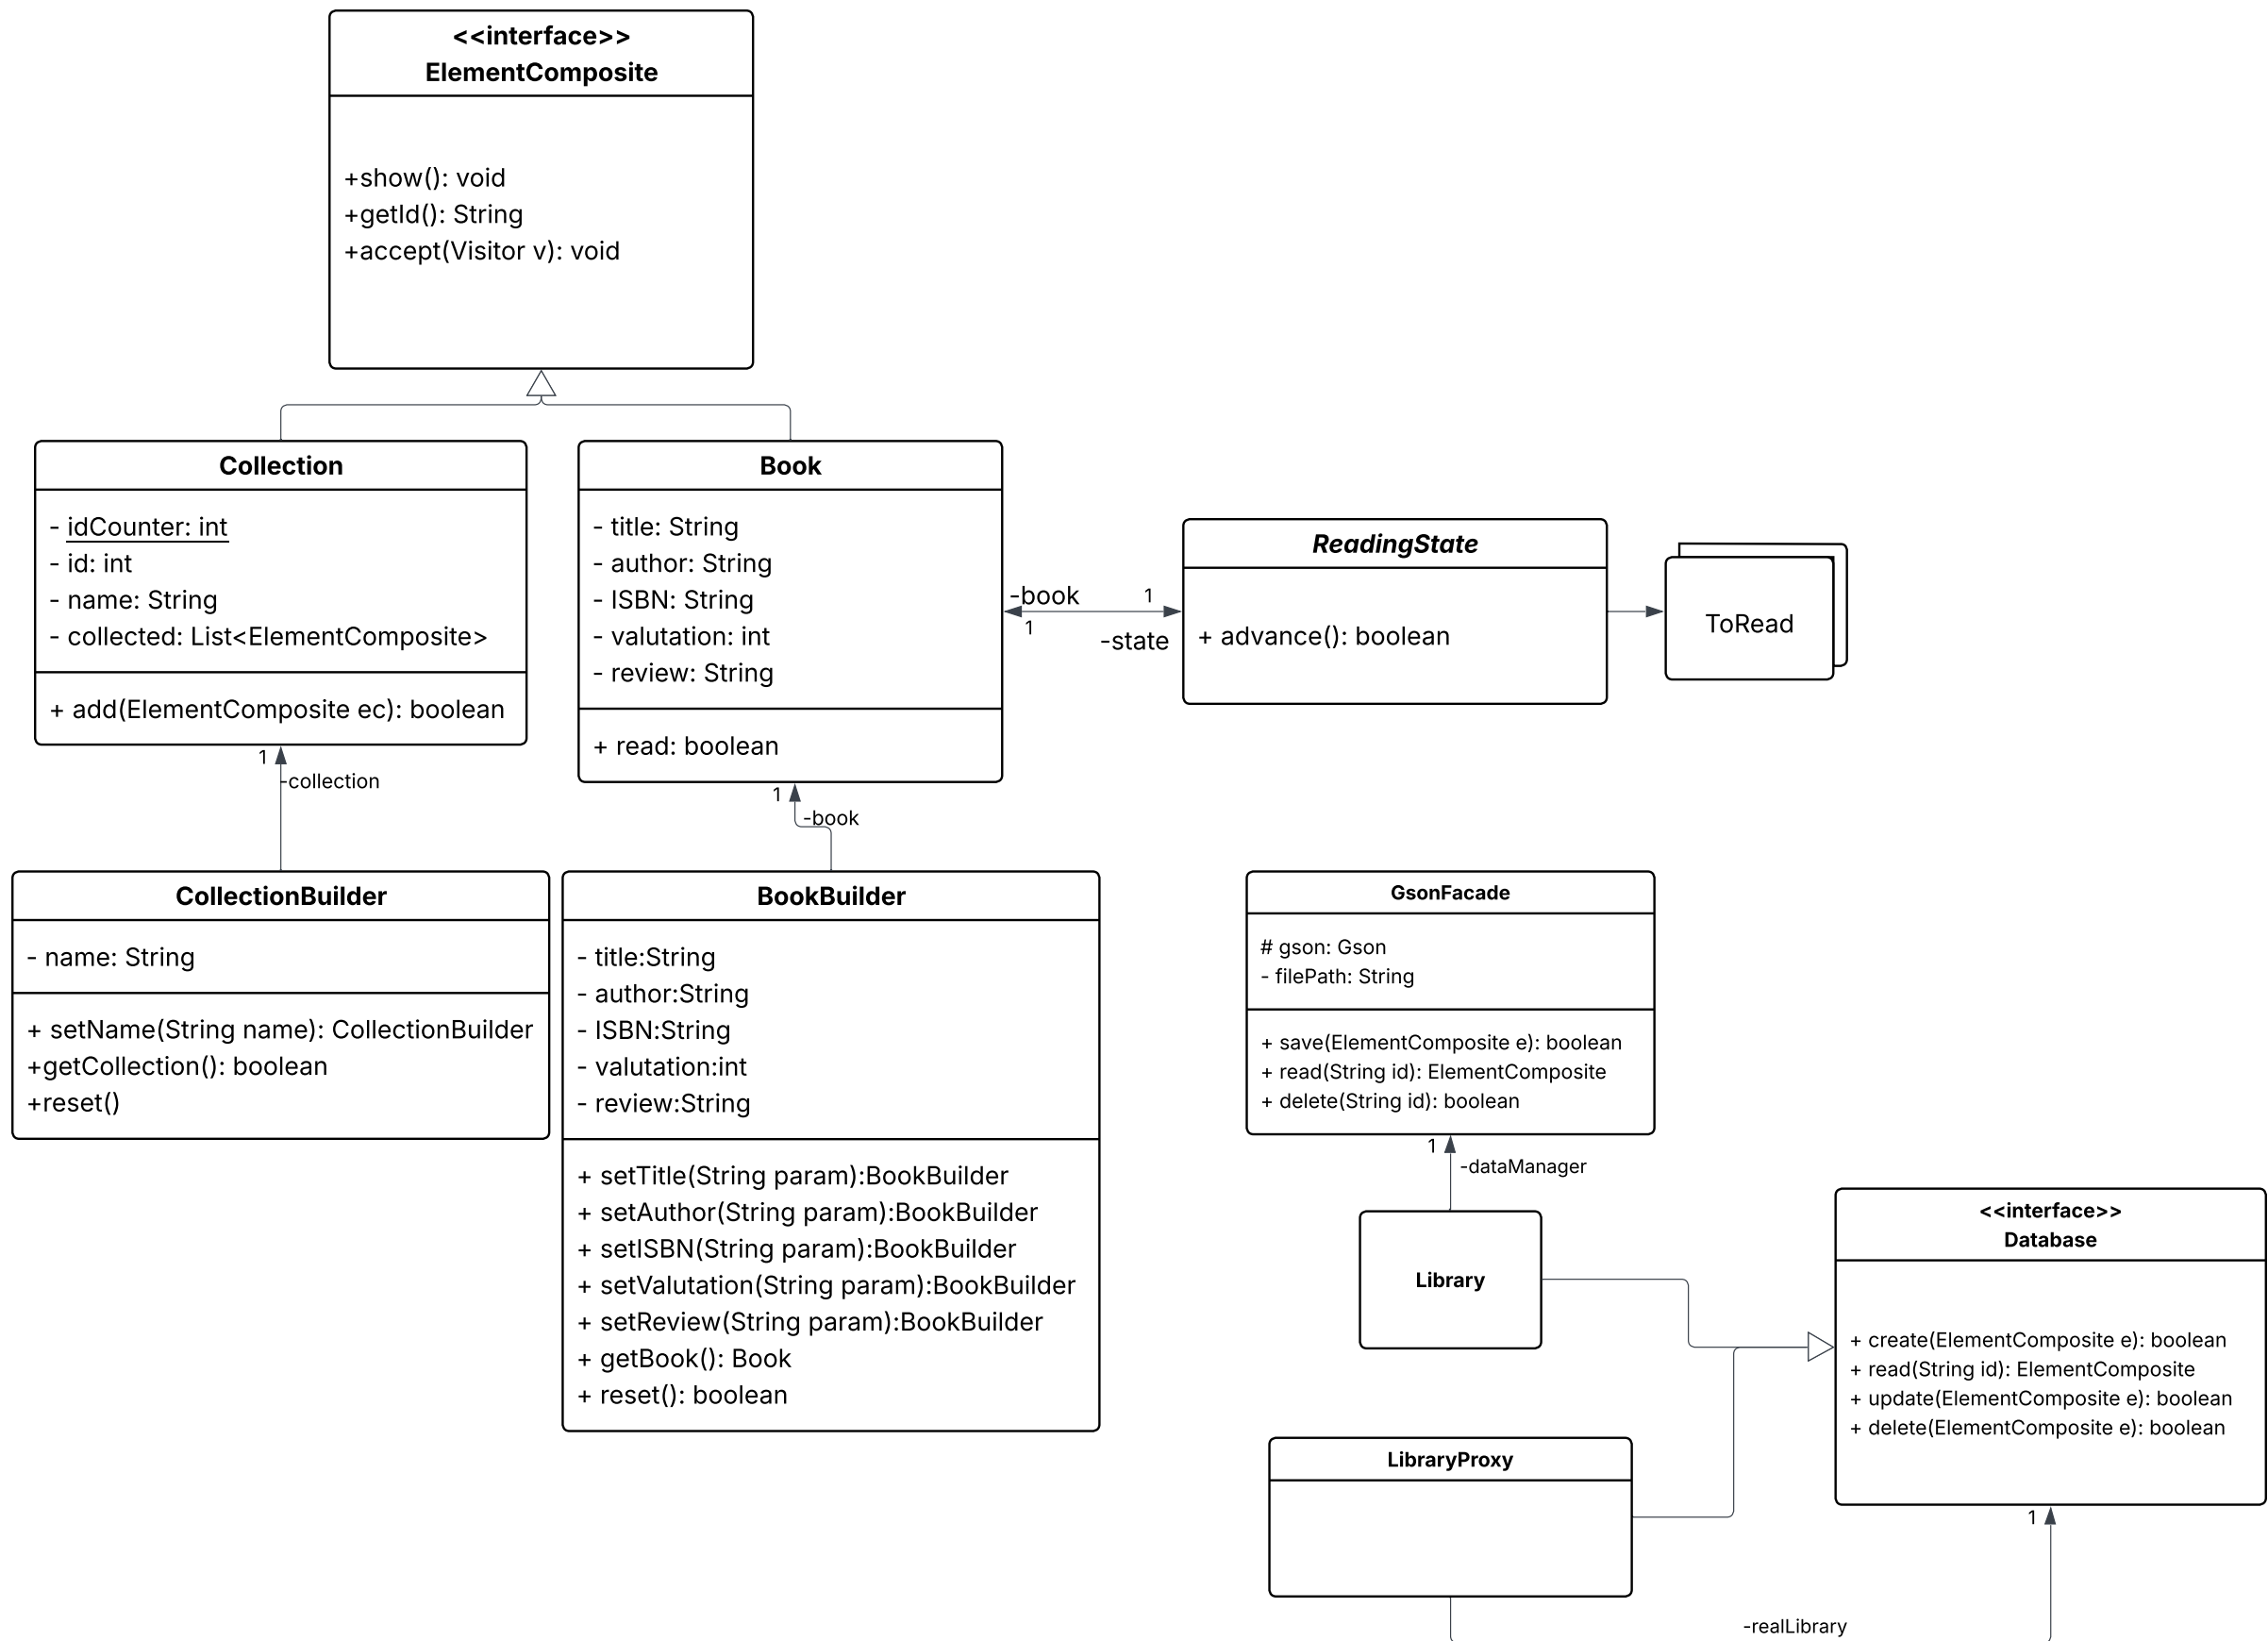 <<interface>>
ElementComposite
+show(): void
+getId(): String
+accept(Visitor v): void
Collection
- idCounter: int
- id: int
- name: String
- collected: List<ElementComposite>
+ add(ElementComposite ec): boolean
Book
- title: String
- author: String
- ISBN: String
- valutation: int
- review: String
+ read: boolean
-book
1
1
-state
ReadingState
+ advance(): boolean
ToRead
1
-collection
1
-book
CollectionBuilder
- name: String
+ setName(String name): CollectionBuilder
+getCollection(): boolean
+reset()
BookBuilder
- title:String
- author:String
- ISBN:String
- valutation:int
- review:String
+ setTitle(String param):BookBuilder
+ setAuthor(String param):BookBuilder
+ setISBN(String param):BookBuilder
+ setValutation(String param):BookBuilder
+ setReview(String param):BookBuilder
+ getBook(): Book
+ reset(): boolean
GsonFacade
# gson: Gson
- filePath: String
+ save(ElementComposite e): boolean
+ read(String id): ElementComposite
+ delete(String id): boolean
1
-dataManager
Library
<<interface>>
Database
+ create(ElementComposite e): boolean
+ read(String id): ElementComposite
+ update(ElementComposite e): boolean
+ delete(ElementComposite e): boolean
LibraryProxy
1
-realLibrary